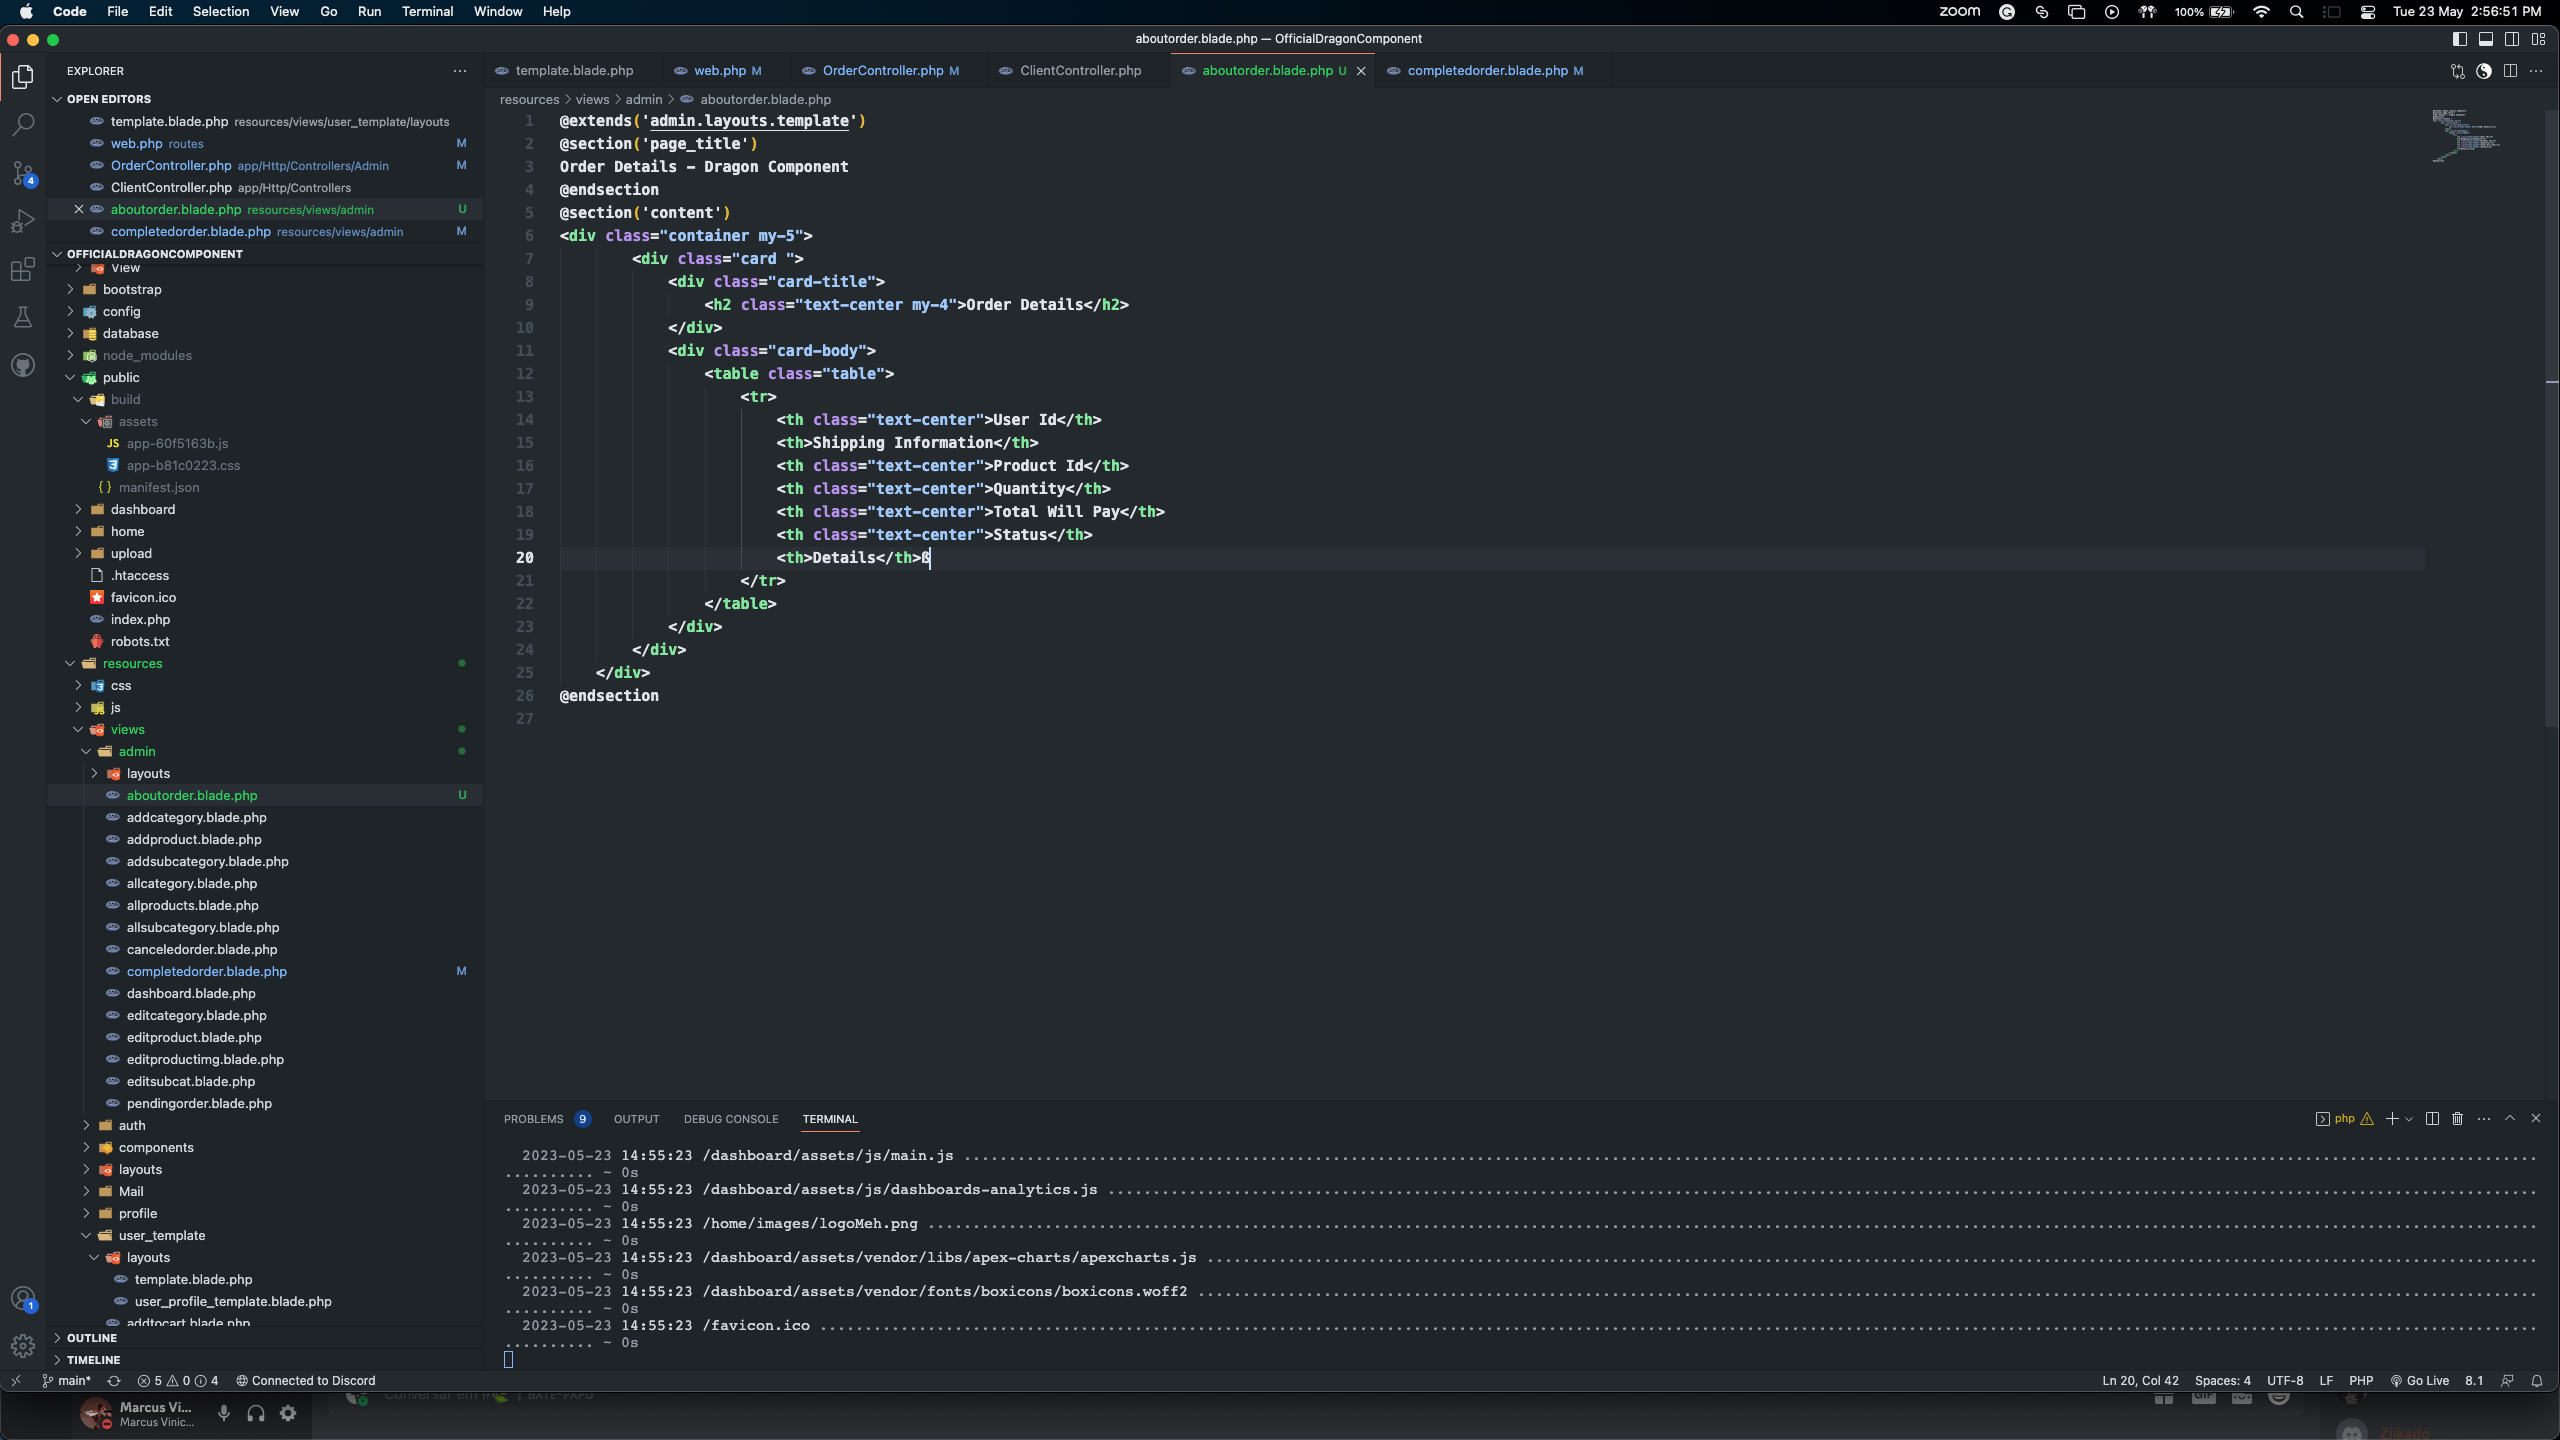 Code File Edit Selection View Go Run Terminal Window Help
zoom 100% Tue 23 May 2:56:51 PM
aboutorder.blade.php — OfficialDragonComponent
EXPLORER
OPEN EDITORS
template.blade.php resources/views/user_template/layouts
web.php routes M
OrderController.php app/Http/Controllers/Admin M
ClientController.php app/Http/Controllers
aboutorder.blade.php resources/views/admin U
completedorder.blade.php resources/views/admin M
OFFICIALDRAGONCOMPONENT
View
bootstrap
config
database
node_modules
public
build
assets
JS app-60f5163b.js
app-b81c0223.css
{ } manifest.json
dashboard
home
upload
.htaccess
favicon.ico
index.php
robots.txt
resources
css
js
views
admin
layouts
aboutorder.blade.php U
addcategory.blade.php
addproduct.blade.php
addsubcategory.blade.php
allcategory.blade.php
allproducts.blade.php
allsubcategory.blade.php
canceledorder.blade.php
completedorder.blade.php M
dashboard.blade.php
editcategory.blade.php
editproduct.blade.php
editproductimg.blade.php
editsubcat.blade.php
pendingorder.blade.php
auth
components
layouts
Mail
profile
user_template
layouts
template.blade.php
user_profile_template.blade.php
addtocart.blade.php
OUTLINE
TIMELINE
4
1
template.blade.php web.php M OrderController.php M ClientController.php aboutorder.blade.php U completedorder.blade.php M
resources > views > admin > aboutorder.blade.php
1 @extends('admin.layouts.template')
2 @section('page_title')
3 Order Details - Dragon Component
4 @endsection
5 @section('content')
6 <div class="container my-5">
7 <div class="card ">
8 <div class="card-title">
9 <h2 class="text-center my-4">Order Details</h2>
10 </div>
11 <div class="card-body">
12 <table class="table">
13 <tr>
14 <th class="text-center">User Id</th>
15 <th>Shipping Information</th>
16 <th class="text-center">Product Id</th>
17 <th class="text-center">Quantity</th>
18 <th class="text-center">Total Will Pay</th>
19 <th class="text-center">Status</th>
20 <th>Details</th>ß
21 </tr>
22 </table>
23 </div>
24 </div>
25 </div>
26 @endsection
27
PROBLEMS 9 OUTPUT DEBUG CONSOLE TERMINAL
php
2023-05-23 14:55:23 /dashboard/assets/js/main.js
.......... ~ 0s
2023-05-23 14:55:23 /dashboard/assets/js/dashboards-analytics.js
.......... ~ 0s
2023-05-23 14:55:23 /home/images/logoMeh.png
.......... ~ 0s
2023-05-23 14:55:23 /dashboard/assets/vendor/libs/apex-charts/apexcharts.js
.......... ~ 0s
2023-05-23 14:55:23 /dashboard/assets/vendor/fonts/boxicons/boxicons.woff2
.......... ~ 0s
2023-05-23 14:55:23 /favicon.ico
.......... ~ 0s
main* 5 0 4 Connected to Discord
Ln 20, Col 42 Spaces: 4 UTF-8 LF PHP Go Live 8.1
Marcus Vi...
Marcus Vinic...
Conversar em BATE-PAPO
GIF
Ziikado